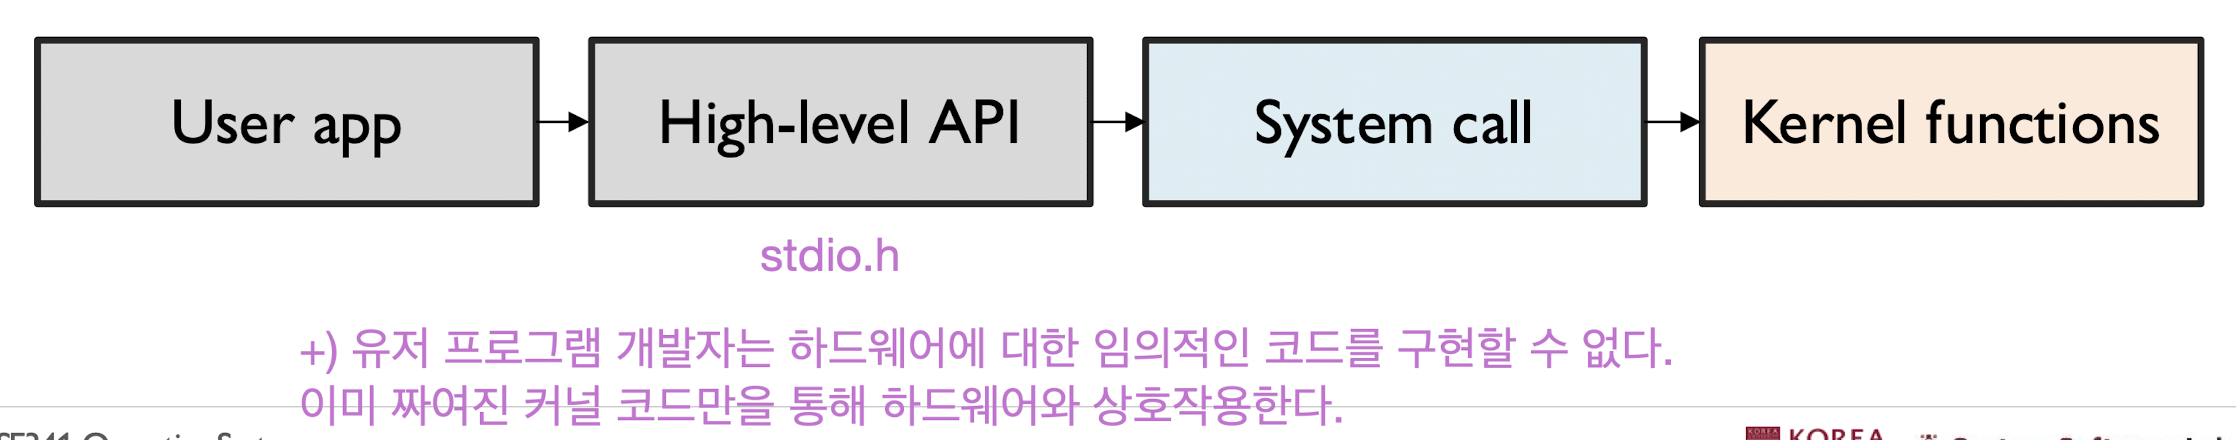 User app
High-level API
System call
Kernel functions
stdio.h
+) 유저 프로그램 개발자는 하드웨어에 대한 임의적인 코드를 구현할 수 없다.
이미 짜여진 커널 코드만을 통해 하드웨어와 상호작용한다.
KOREA